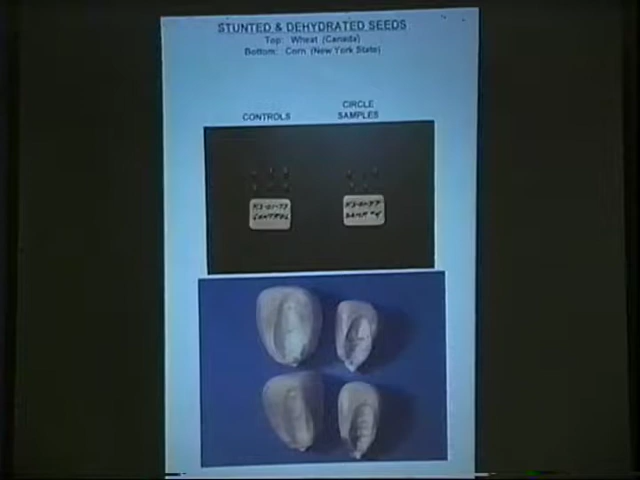 STUNTED & DEHYDRATED SEEDS
Top: Wheat (Canada)
Bottom: Corn (New York State)
CONTROLS
CIRCLE
SAMPLES
CONTROL